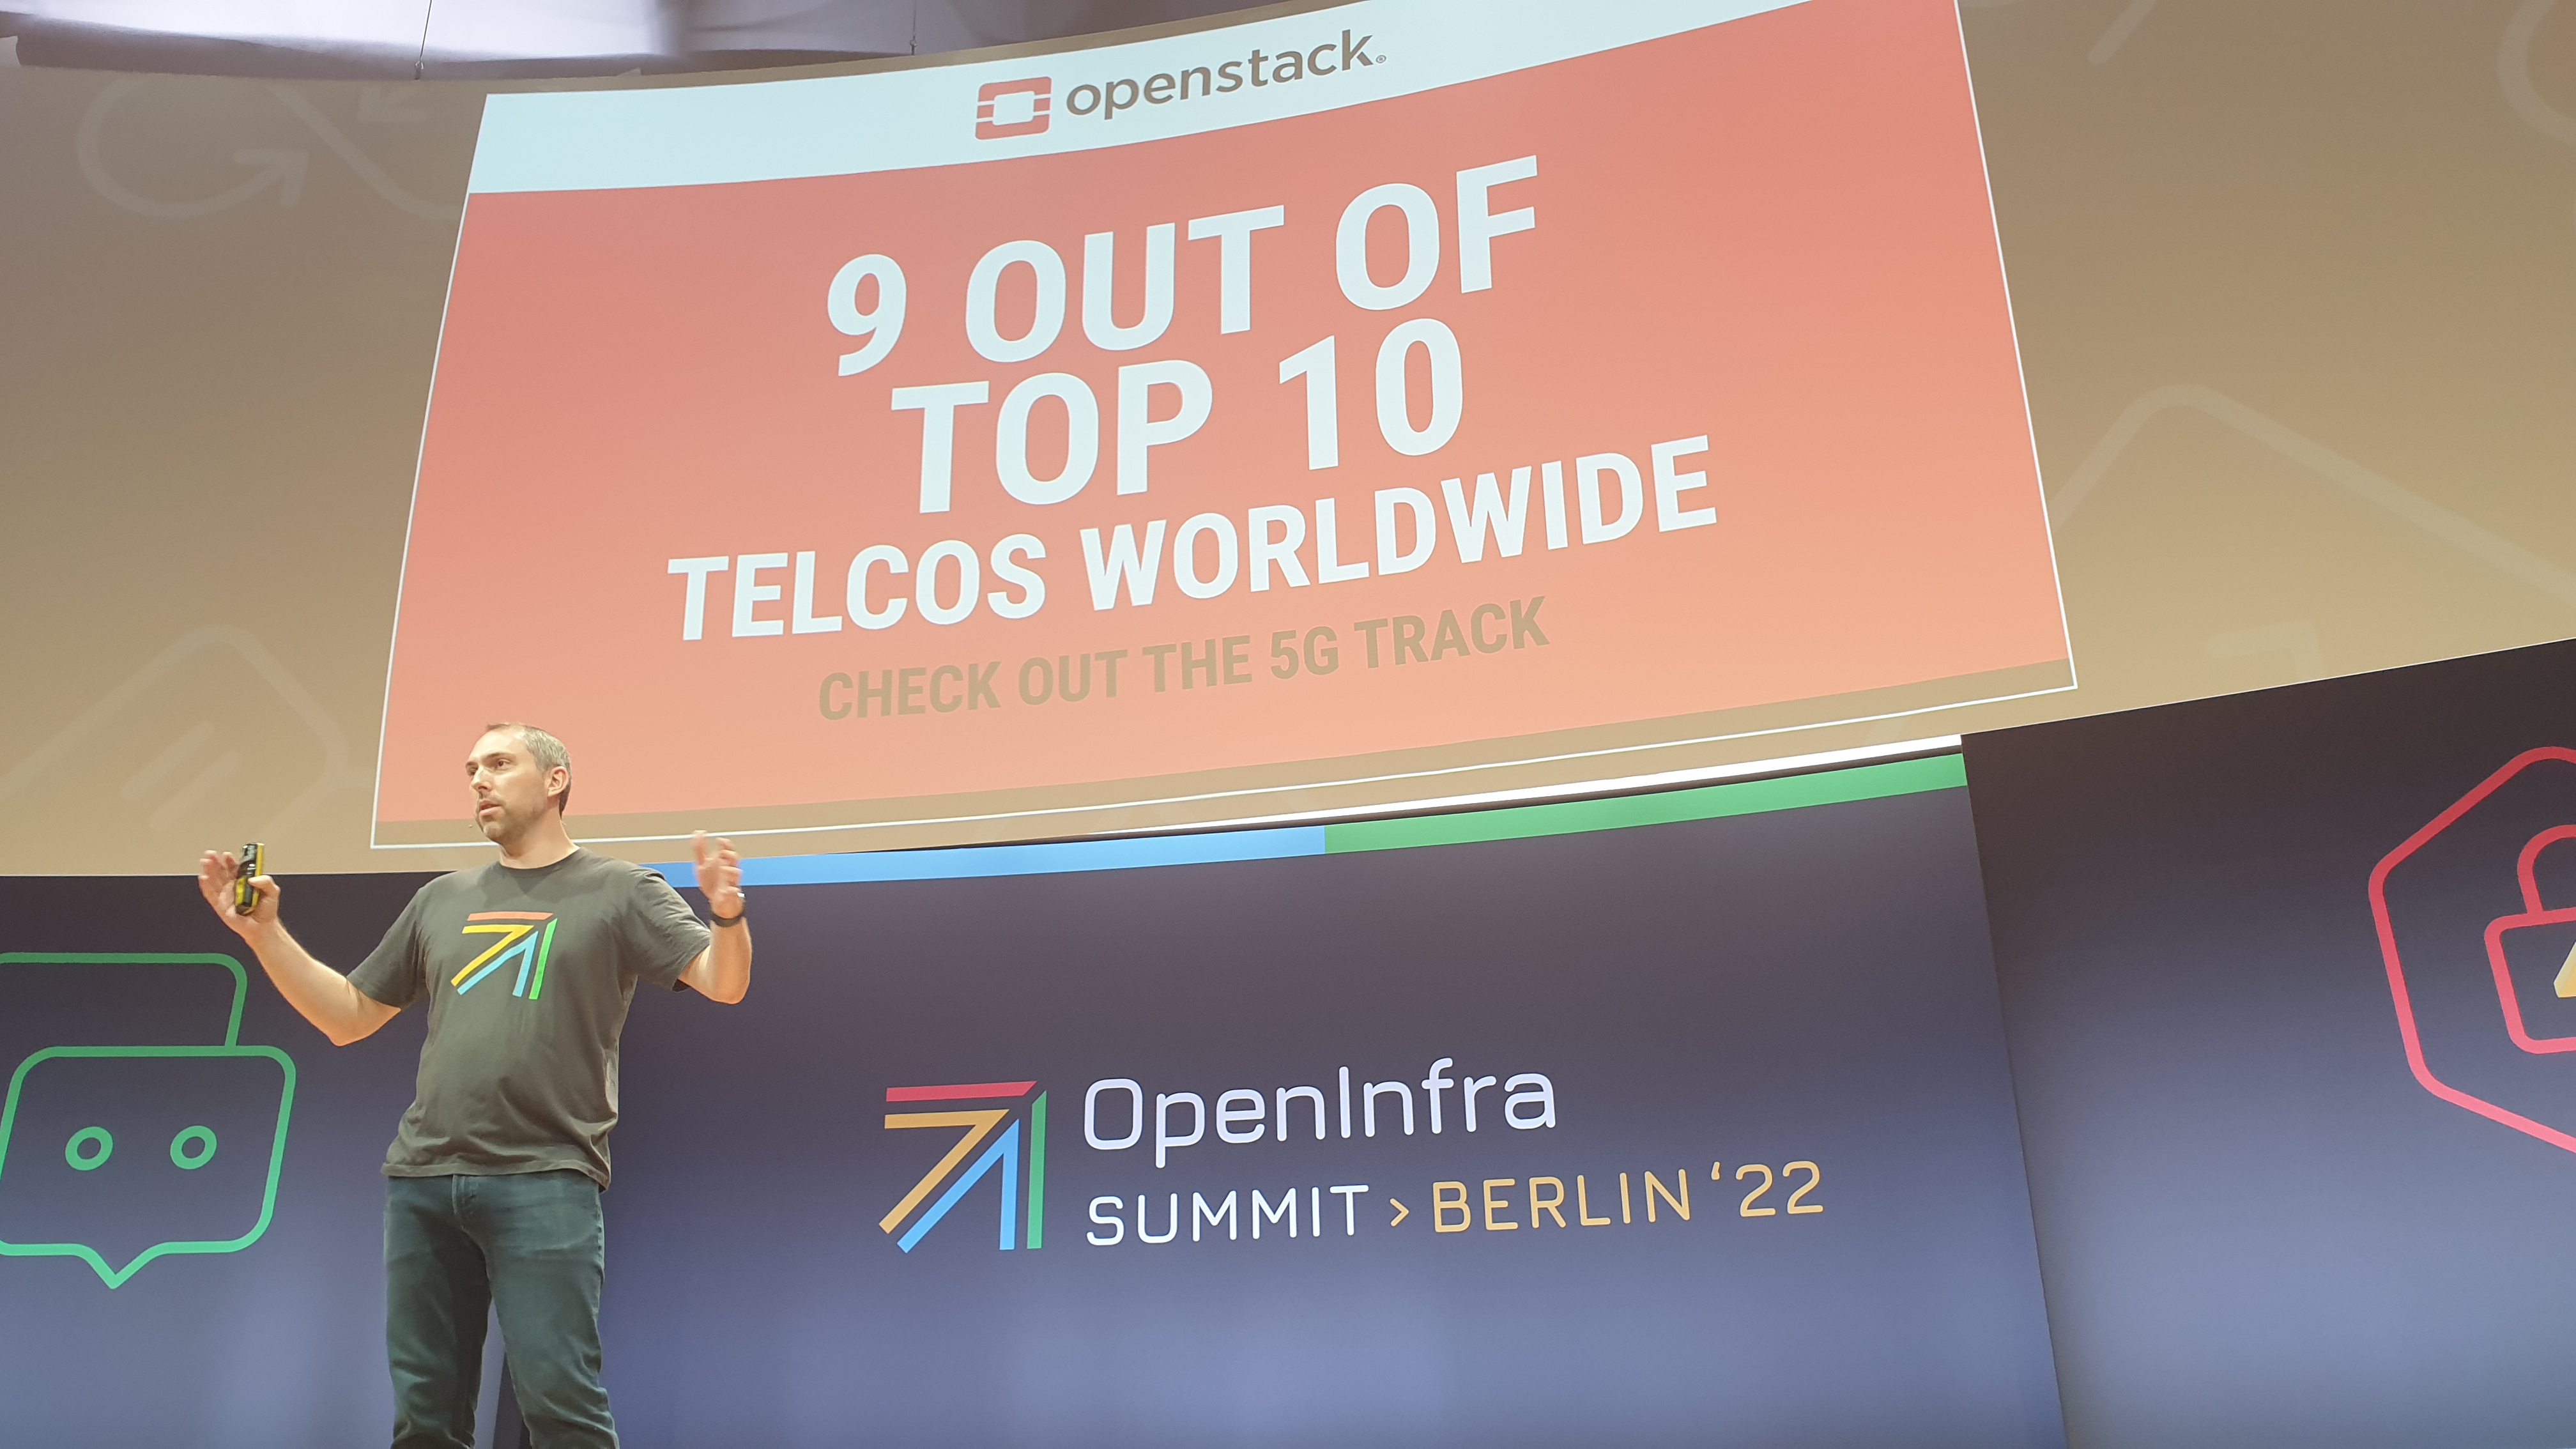 openstack.
9 OUT OF
TOP 10
TELCOS WORLDWIDE
CHECK OUT THE 5G TRACK
OpenInfra
SUMMIT > BERLIN '22